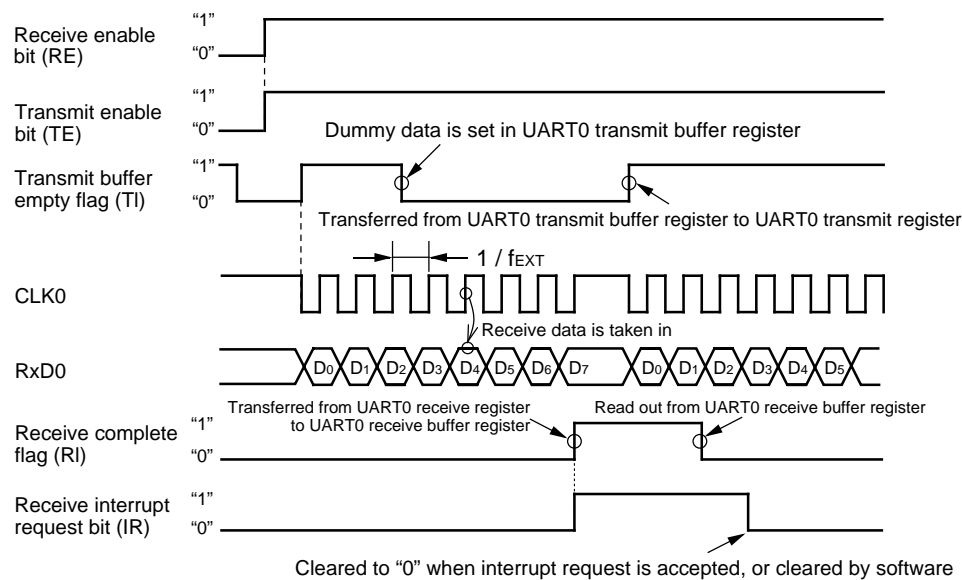 Receive enable
bit (RE)
“1”
“0”
Transmit enable
bit (TE)
“1”
“0”
Dummy data is set in UART0 transmit buffer register
Transmit buffer
empty flag (TI)
“1”
“0”
Transferred from UART0 transmit buffer register to UART0 transmit register
1 / fEXT
CLK0
Receive data is taken in
RxD0
D0 D1 D2 D3 D4 D5 D6 D7 D0 D1 D2 D3 D4 D5
Transferred from UART0 receive register
to UART0 receive buffer register
Read out from UART0 receive buffer register
Receive complete
flag (RI)
“1”
“0”
Receive interrupt
request bit (IR)
“1”
“0”
Cleared to “0” when interrupt request is accepted, or cleared by software